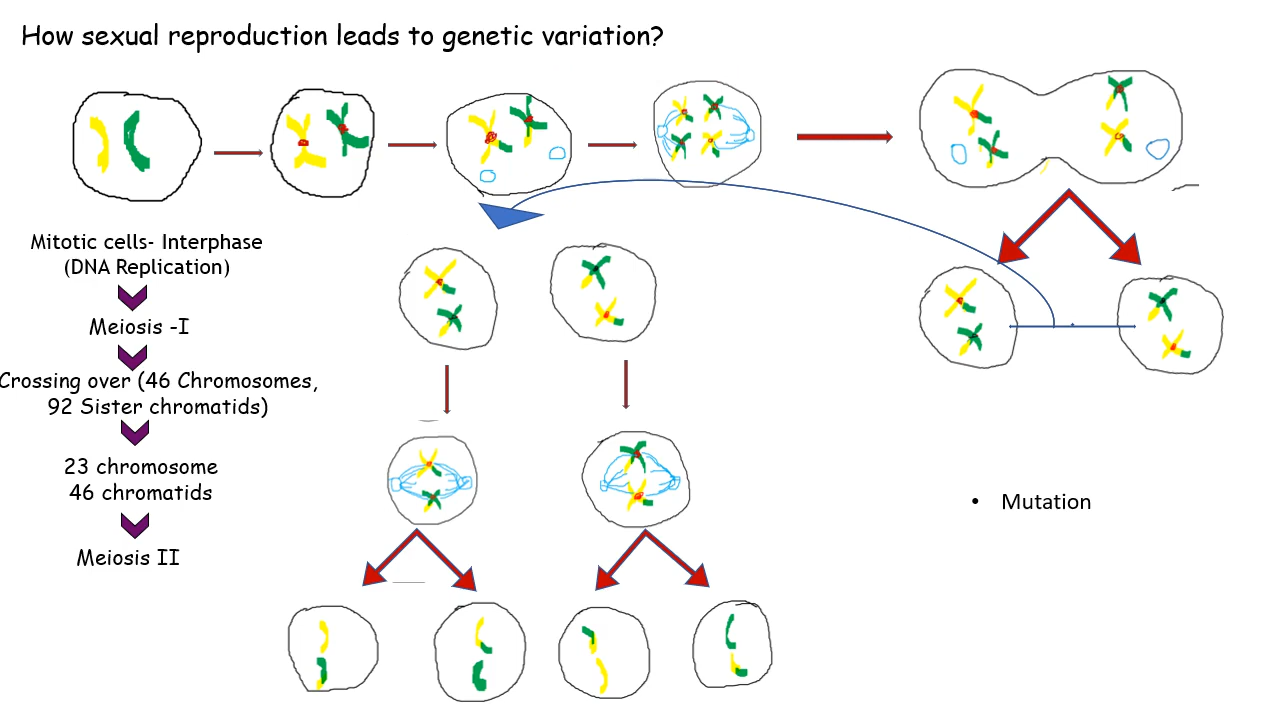 How sexual reproduction leads to genetic variation?
Mitotic cells- Interphase
(DNA Replication)
Meiosis -I
Crossing over (46 Chromosomes,
92 Sister chromatids)
23 chromosome
46 chromatids
Meiosis II
• Mutation